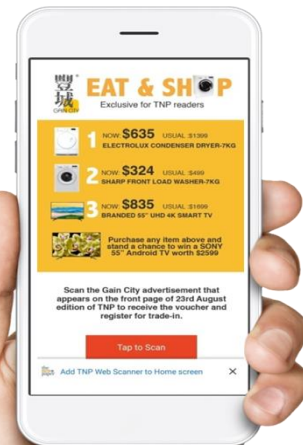 豐城
GAIN CITY
EAT & SHOP
Exclusive for TNP readers
1 NOW $635 USUAL $1399
ELECTROLUX CONDENSER DRYER-7KG
2 NOW $324 USUAL $499
SHARP FRONT LOAD WASHER-7KG
3 NOW $835 USUAL $1699
BRANDED 55" UHD 4K SMART TV
Purchase any item above and
stand a chance to win a SONY
55" Android TV worth $2599
Scan the Gain City advertisement that
appears on the front page of 23rd August
edition of TNP to receive the voucher and
register for trade-in.
Tap to Scan
Add TNP Web Scanner to Home screen